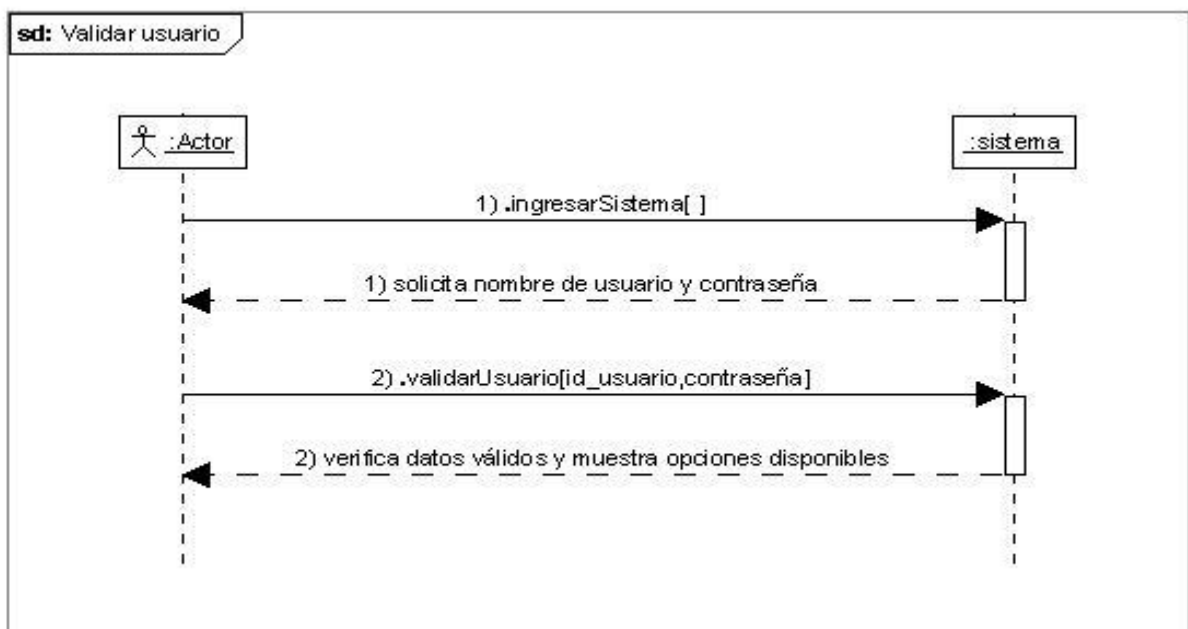 sd: Validar usuario
:Actor
:sistema
1) .ingresarSistema[ ]
1) solicita nombre de usuario y contraseña
2) .validarUsuario[id_usuario,contraseña]
2) verifica datos válidos y muestra opciones disponibles